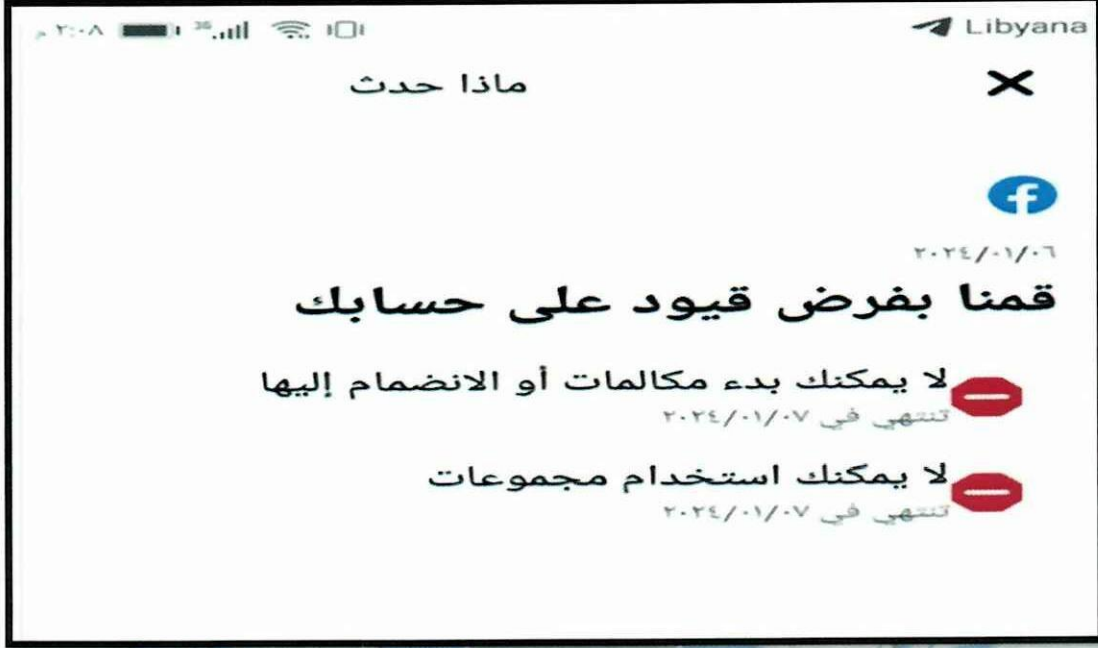 Libyana 3G ٢:٠٨ م
ماذا حدث
٢٠٢٤/٠١/٠٦
قمنا بفرض قيود على حسابك
لا يمكنك بدء مكالمات أو الانضمام إليها
تنتهي في ٢٠٢٤/٠١/٠٧
لا يمكنك استخدام مجموعات
تنتهي في ٢٠٢٤/٠١/٠٧